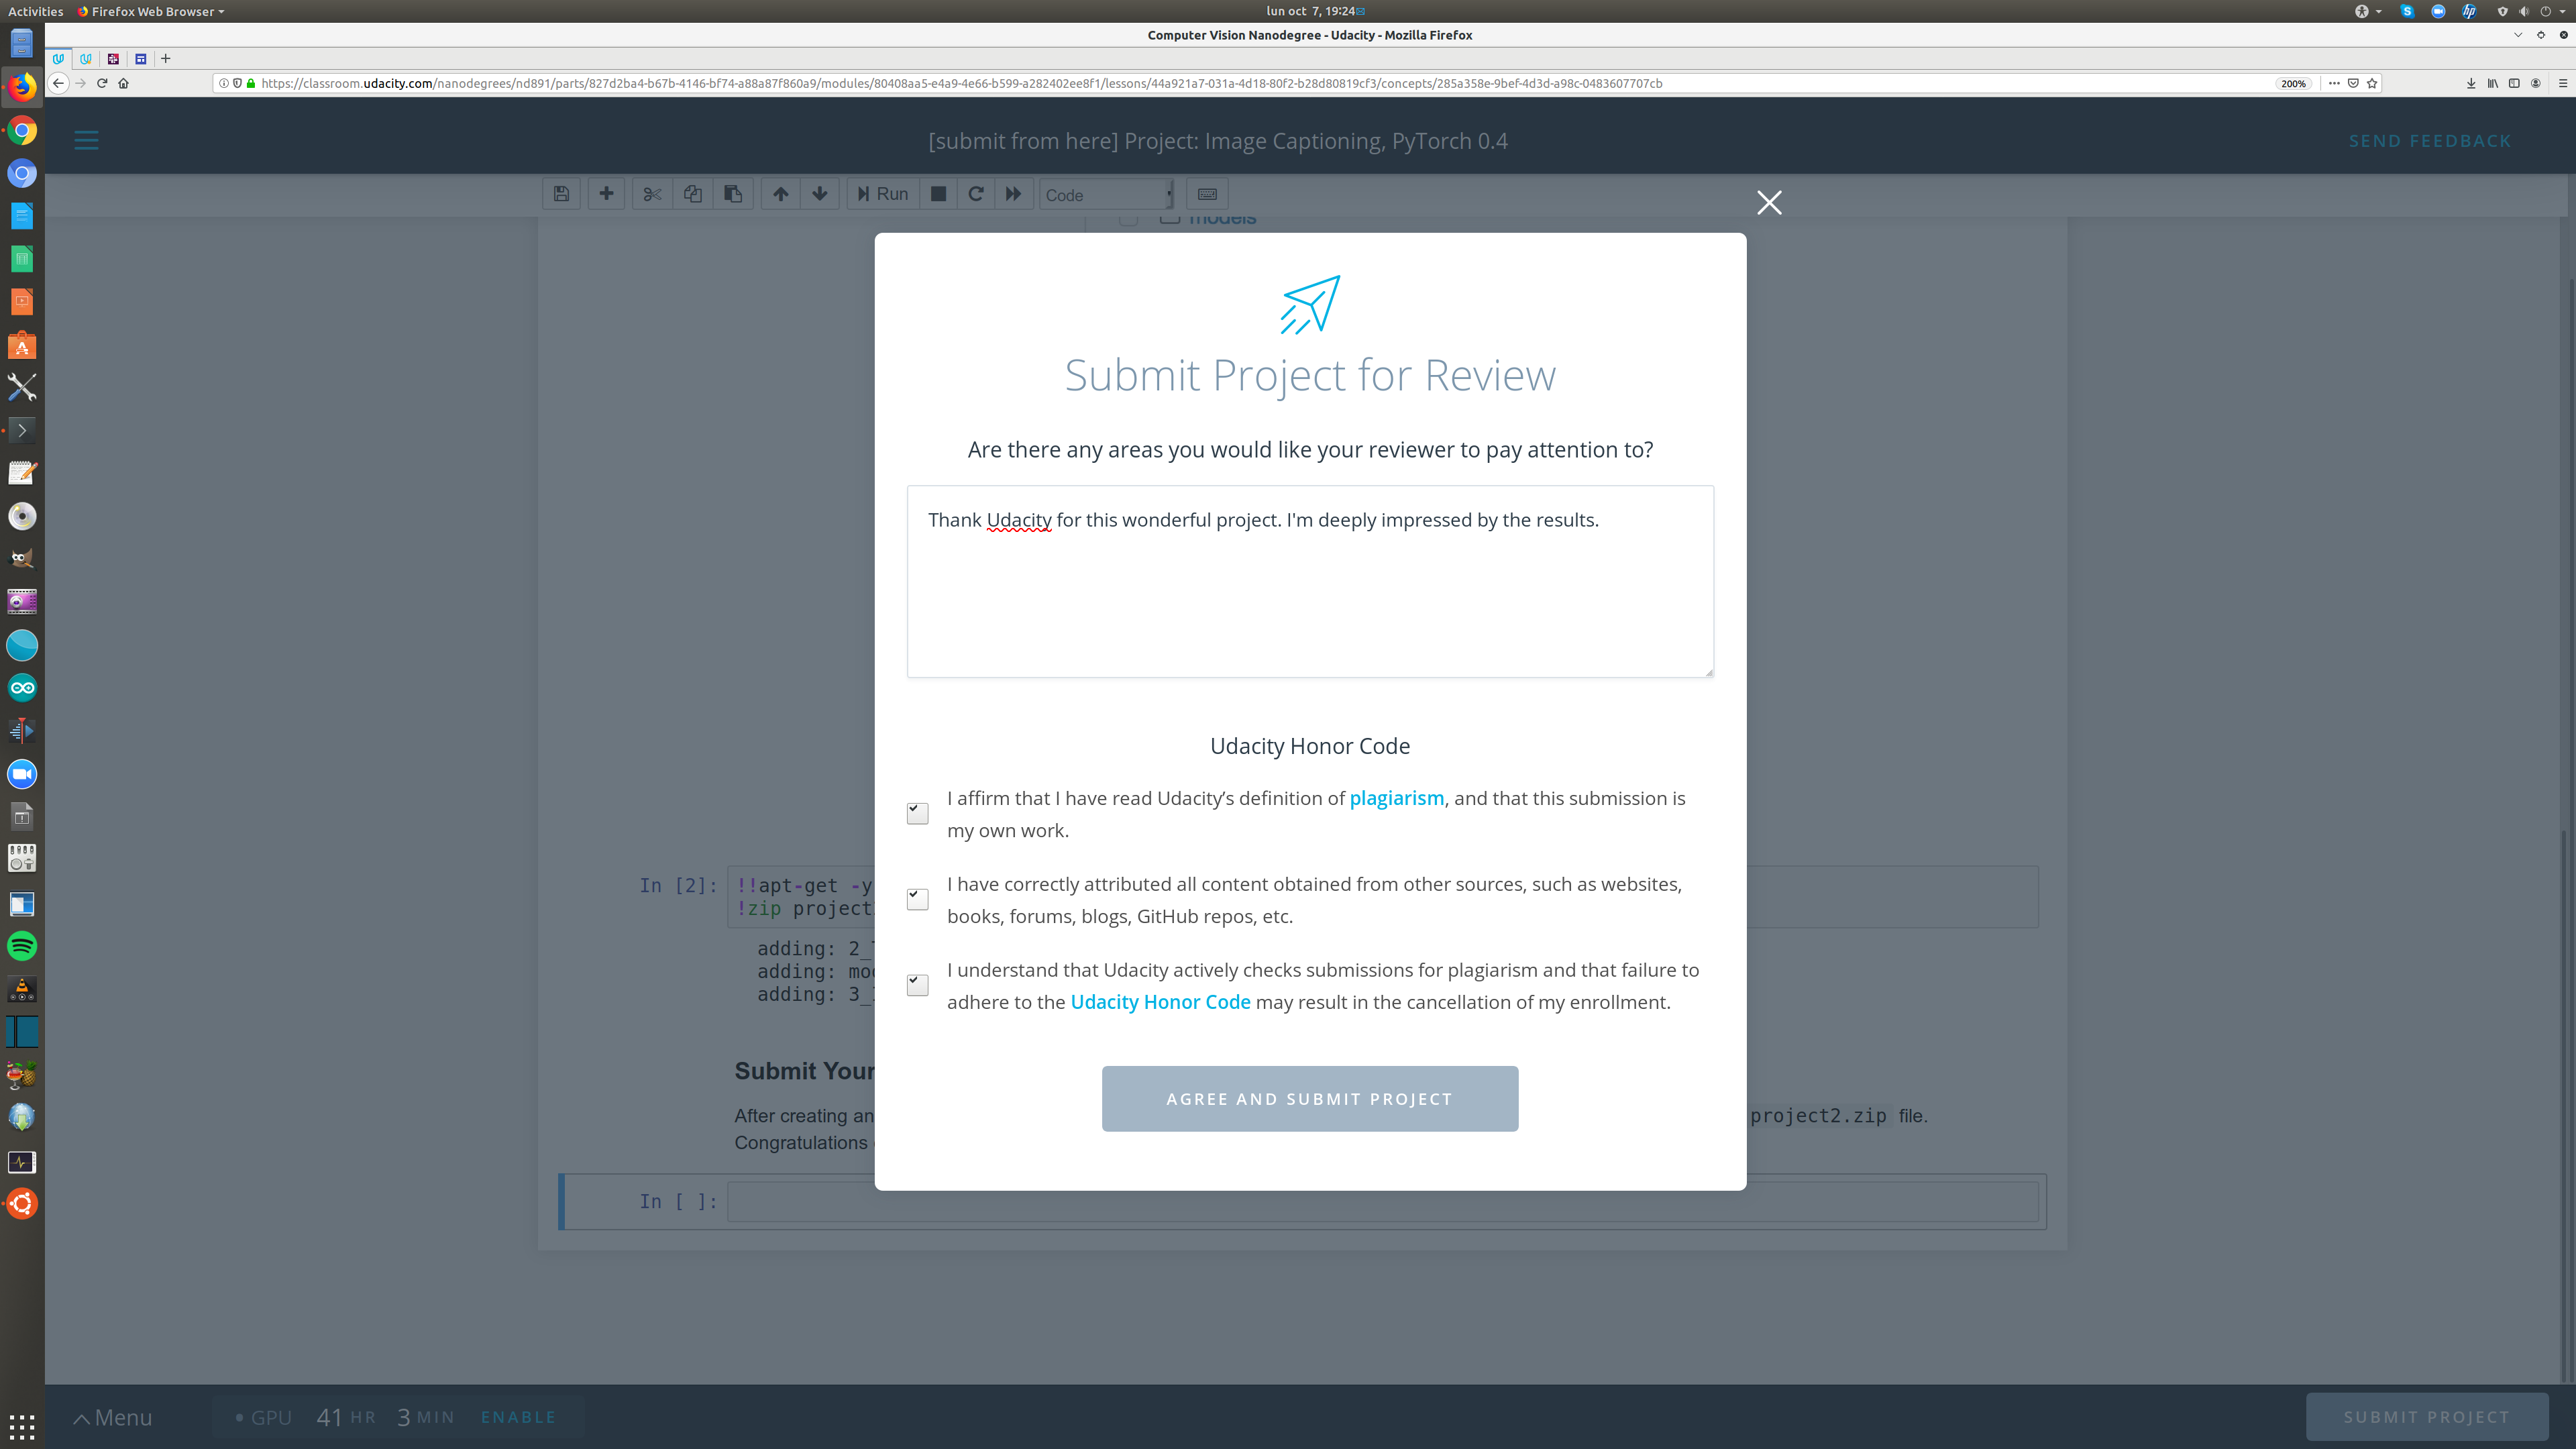 Activities
Firefox Web Browser
lun oct 7, 19:24
Computer Vision Nanodegree - Udacity - Mozilla Firefox
https://classroom.udacity.com/nanodegrees/nd891/parts/827d2ba4-b67b-4146-bf74-a88a87f860a9/modules/80408aa5-e4a9-4e66-b599-a282402ee8f1/lessons/44a921a7-031a-4d18-80f2-b28d80819cf3/concepts/285a358e-9bef-4d3d-a98c-0483607707cb
200%
[submit from here] Project: Image Captioning, PyTorch 0.4
SEND FEEDBACK
Run
Code
models
Submit Project for Review
Are there any areas you would like your reviewer to pay attention to?
Thank Udacity for this wonderful project. I'm deeply impressed by the results.
Udacity Honor Code
I affirm that I have read Udacity’s definition of plagiarism, and that this submission is
my own work.
I have correctly attributed all content obtained from other sources, such as websites,
books, forums, blogs, GitHub repos, etc.
I understand that Udacity actively checks submissions for plagiarism and that failure to
adhere to the Udacity Honor Code may result in the cancellation of my enrollment.
AGREE AND SUBMIT PROJECT
In [2]: !!apt-get -y
!zip project
adding: 2_
adding: mo
adding: 3_
Submit Your
After creating an
project2.zip file.
Congratulations
In [ ]:
Menu
GPU 41 HR 3 MIN ENABLE
SUBMIT PROJECT